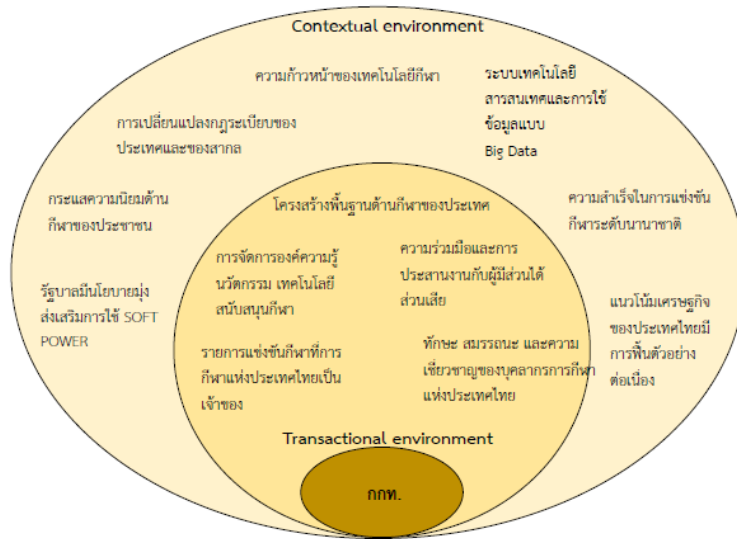 Contextual environment
ความก้าวหน้าของเทคโนโลยีกีฬา
ระบบเทคโนโลยี
สารสนเทศและการใช้
ข้อมูลแบบ
Big Data
การเปลี่ยนแปลงกฎระเบียบของ
ประเทศและของสากล
กระแสความนิยมด้าน
กีฬาของประชาชน
โครงสร้างพื้นฐานด้านกีฬาของประเทศ
ความสำเร็จในการแข่งขัน
กีฬาระดับนานาชาติ
การจัดการองค์ความรู้
นวัตกรรม เทคโนโลยี
สนับสนุนกีฬา
ความร่วมมือและการ
ประสานงานกับผู้มีส่วนได้
ส่วนเสีย
รัฐบาลมีนโยบายมุ่ง
ส่งเสริมการใช้ SOFT
POWER
แนวโน้มเศรษฐกิจ
ของประเทศไทยมี
การฟื้นตัวอย่าง
ต่อเนื่อง
รายการแข่งขันกีฬาที่การ
กีฬาแห่งประเทศไทยเป็น
เจ้าของ
ทักษะ สมรรถนะ และความ
เชี่ยวชาญของบุคลากรการกีฬา
แห่งประเทศไทย
Transactional environment
กกท.